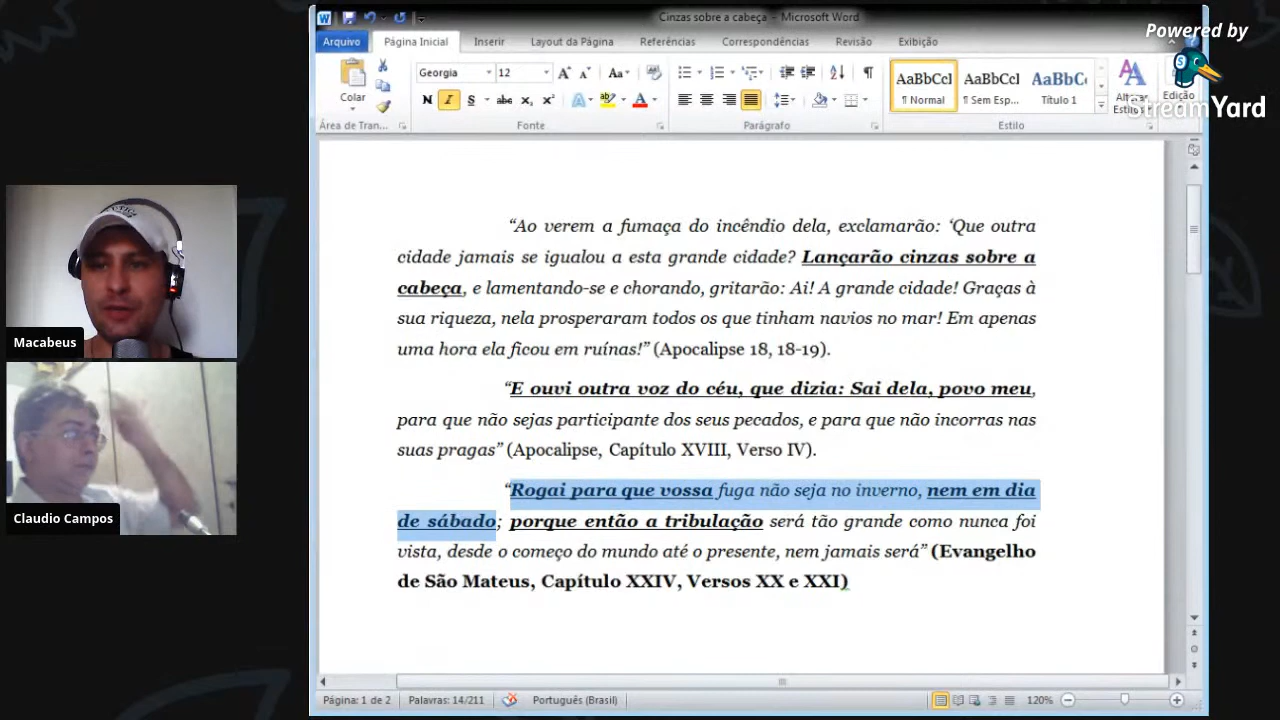 Cinzas sobre a cabeça - Microsoft Word
Powered by
StreamYard
Arquivo Página Inicial Inserir Layout da Página Referências Correspondências Revisão Exibição
Georgia 12
AaBbCcI AaBbCcI AaBbC
Colar
¶ Normal ¶ Sem Esp... Título 1
Alterar Estilos
Edição
Área de Tran... Fonte Parágrafo Estilo
“Ao verem a fumaça do incêndio dela, exclamarão: ‘Que outra
cidade jamais se igualou a esta grande cidade? Lançarão cinzas sobre a
cabeça, e lamentando-se e chorando, gritarão: Ai! A grande cidade! Graças à
sua riqueza, nela prosperaram todos os que tinham navios no mar! Em apenas
uma hora ela ficou em ruínas!” (Apocalipse 18, 18-19).
“E ouvi outra voz do céu, que dizia: Sai dela, povo meu,
para que não sejas participante dos seus pecados, e para que não incorras nas
suas pragas” (Apocalipse, Capítulo XVIII, Verso IV).
“Rogai para que vossa fuga não seja no inverno, nem em dia
de sábado; porque então a tribulação será tão grande como nunca foi
vista, desde o começo do mundo até o presente, nem jamais será” (Evangelho
de São Mateus, Capítulo XXIV, Versos XX e XXI)
Macabeus
Claudio Campos
Página: 1 de 2 Palavras: 14/211 Português (Brasil) 120%